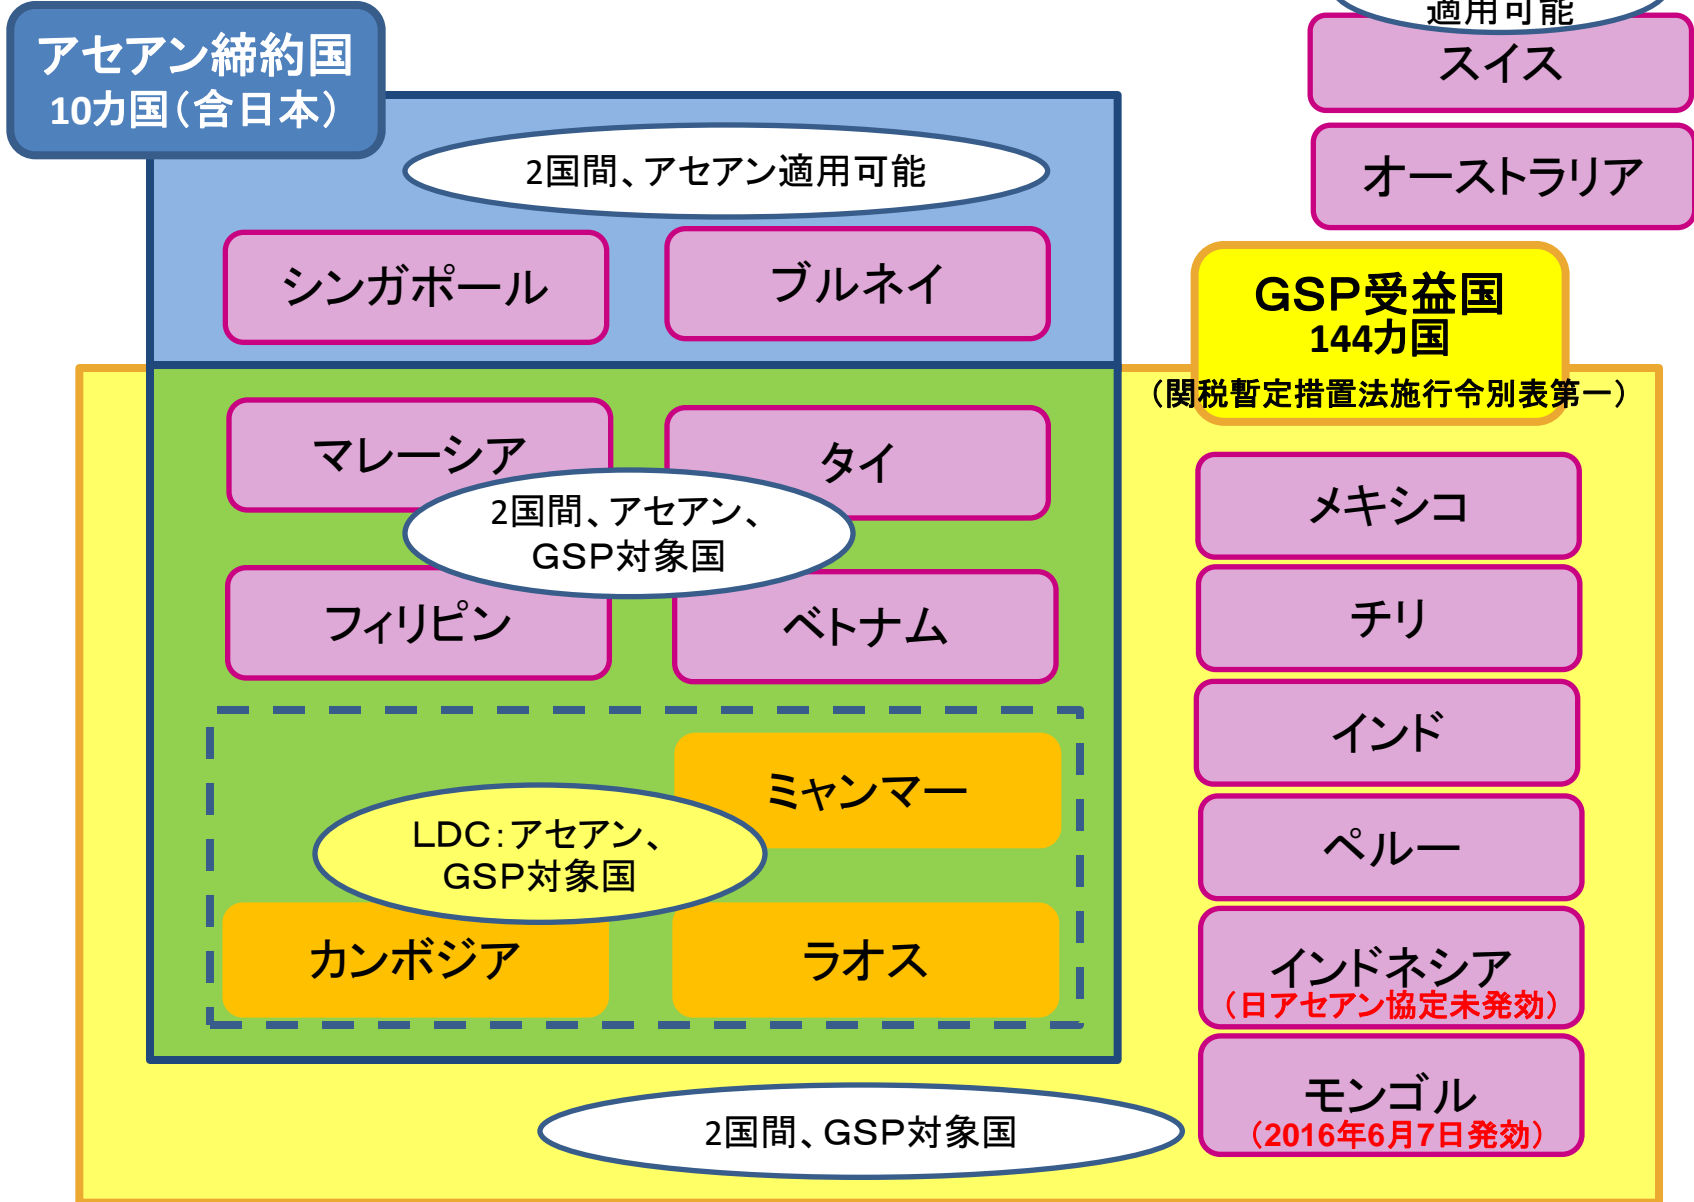 アセアン締約国
10カ国（含日本）
適用可能
スイス
オーストラリア
2国間、アセアン適用可能
シンガポール
ブルネイ
ＧＳＰ受益国
144カ国
（関税暫定措置法施行令別表第一）
マレーシア
タイ
2国間、アセアン、
ＧＳＰ対象国
フィリピン
ベトナム
ミャンマー
ＬＤＣ：アセアン、
ＧＳＰ対象国
カンボジア
ラオス
メキシコ
チリ
インド
ペルー
インドネシア
（日アセアン協定未発効）
モンゴル
（2016年6月7日発効）
2国間、ＧＳＰ対象国